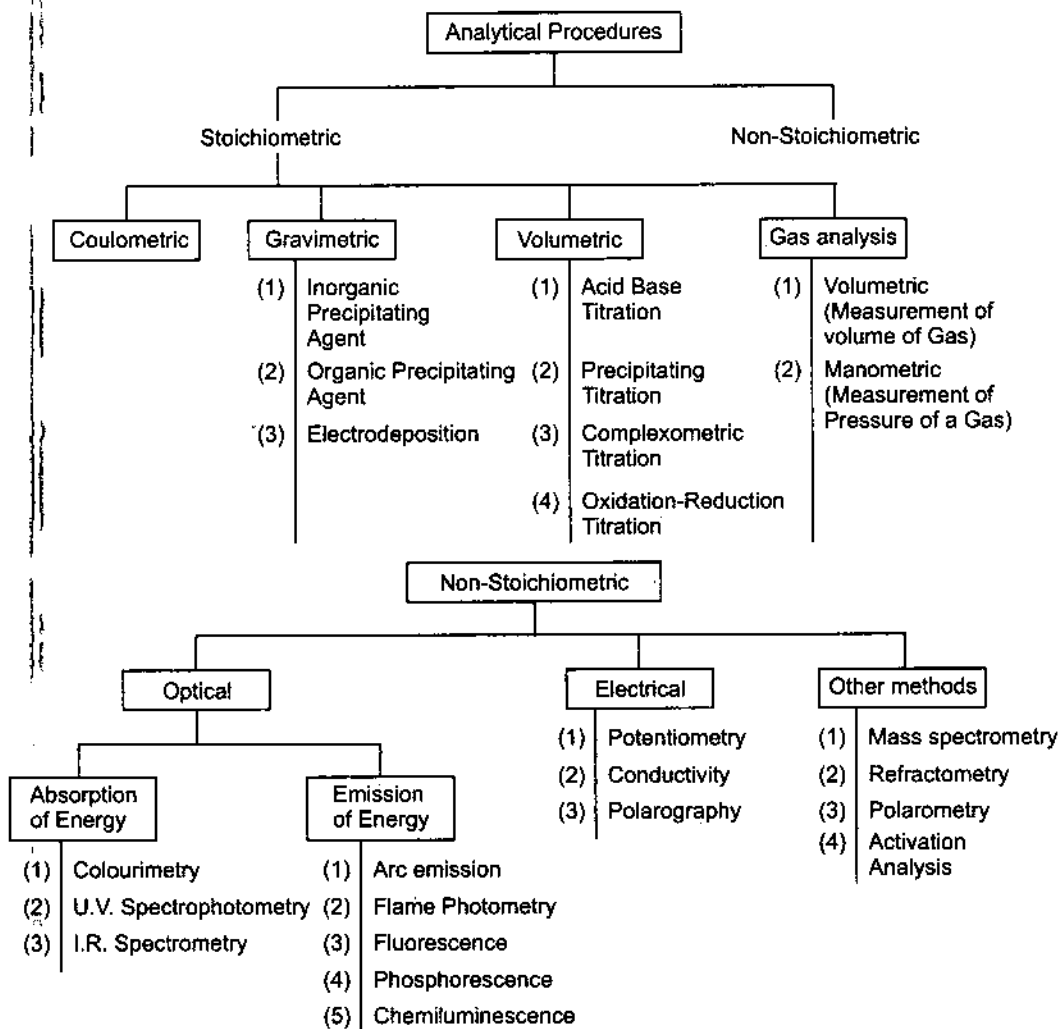 Analytical Procedures
Stoichiometric
Non-Stoichiometric
Coulometric
Gravimetric
Volumetric
Gas analysis
(1) Inorganic
Precipitating
Agent
(2) Organic Precipitating
Agent
(3) Electrodeposition
(1) Acid Base
Titration
(2) Precipitating
Titration
(3) Complexometric
Titration
(4) Oxidation-Reduction
Titration
(1) Volumetric
(Measurement of
volume of Gas)
(2) Manometric
(Measurement of
Pressure of a Gas)
Non-Stoichiometric
Optical
Electrical
Other methods
Absorption
of Energy
(1) Colourimetry
(2) U.V. Spectrophotometry
(3) I.R. Spectrometry
Emission
of Energy
(1) Arc emission
(2) Flame Photometry
(3) Fluorescence
(4) Phosphorescence
(5) Chemiluminescence
(1) Potentiometry
(2) Conductivity
(3) Polarography
(1) Mass spectrometry
(2) Refractometry
(3) Polarometry
(4) Activation
Analysis